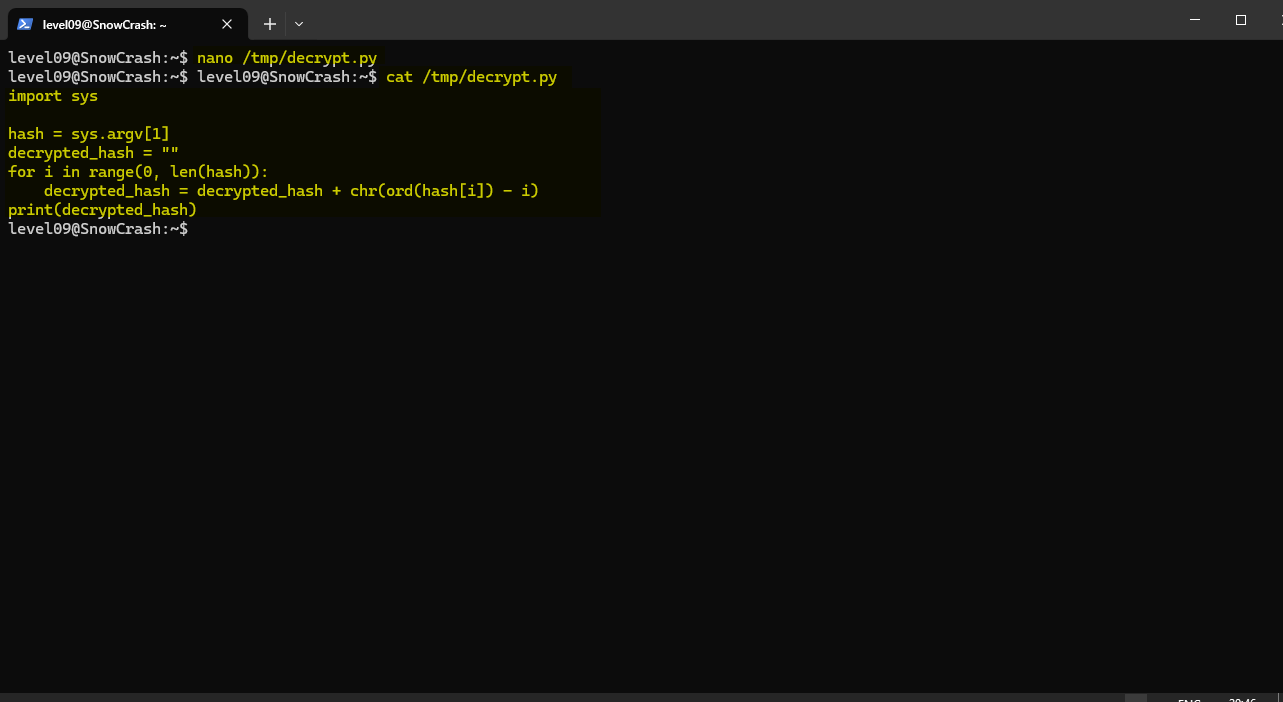 level09@SnowCrash: ~
level09@SnowCrash:~$ nano /tmp/decrypt.py
level09@SnowCrash:~$ level09@SnowCrash:~$ cat /tmp/decrypt.py
import sys

hash = sys.argv[1]
decrypted_hash = ""
for i in range(0, len(hash)):
    decrypted_hash = decrypted_hash + chr(ord(hash[i]) - i)
print(decrypted_hash)
level09@SnowCrash:~$